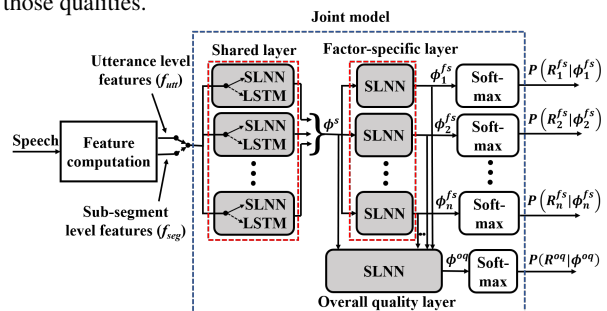 those qualities.
Joint model
Utterance level
features (f_utt)
Shared layer
Factor-specific layer
SLNN
LSTM
SLNN
ϕ_1^{fs}
Soft-
max
P(R_1^{fs}|ϕ_1^{fs})
Speech
Feature
computation
SLNN
LSTM
ϕ^s
SLNN
ϕ_2^{fs}
Soft-
max
P(R_2^{fs}|ϕ_2^{fs})
Sub-segment
level features (f_seg)
SLNN
LSTM
SLNN
ϕ_n^{fs}
Soft-
max
P(R_n^{fs}|ϕ_n^{fs})
SLNN
ϕ^{oq}
Soft-
max
P(R^{oq}|ϕ^{oq})
Overall quality layer